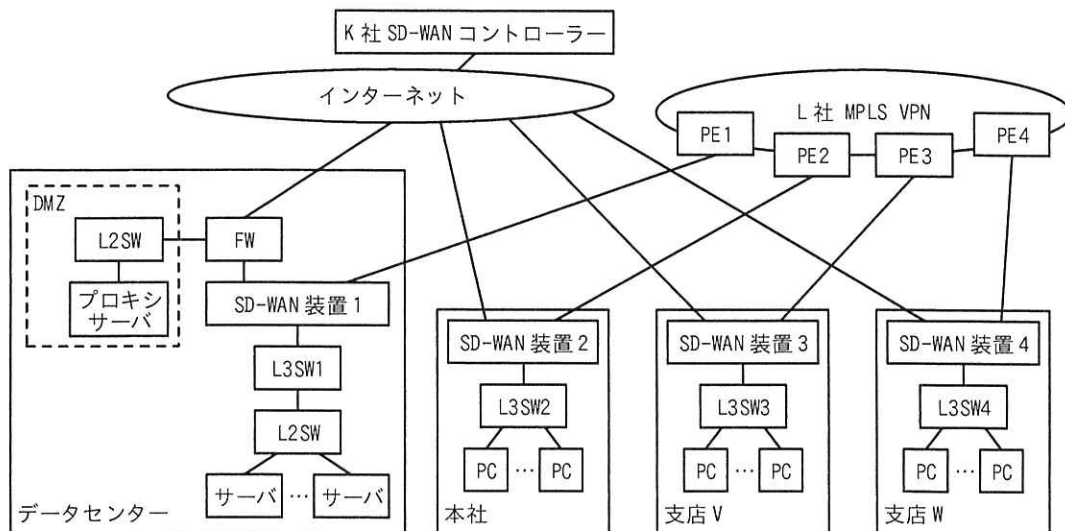 K社 SD-WAN コントローラー
インターネット
L社 MPLS VPN
PE1
PE2
PE3
PE4
DMZ
L2SW
FW
プロキシ
サーバ
SD-WAN 装置1
L3SW1
L2SW
サーバ … サーバ
データセンター
SD-WAN 装置2
L3SW2
PC … PC
本社
SD-WAN 装置3
L3SW3
PC … PC
支店V
SD-WAN 装置4
L3SW4
PC … PC
支店W